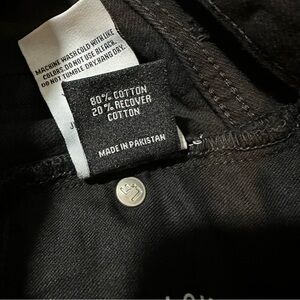 MACHINE WASH COLD WITH LIKE
COLORS. DO NOT USE BLEACH.
DO NOT TUMBLE DRY. HANG DRY.
80% COTTON
20% RECOVER
COTTON
MADE IN PAKISTAN